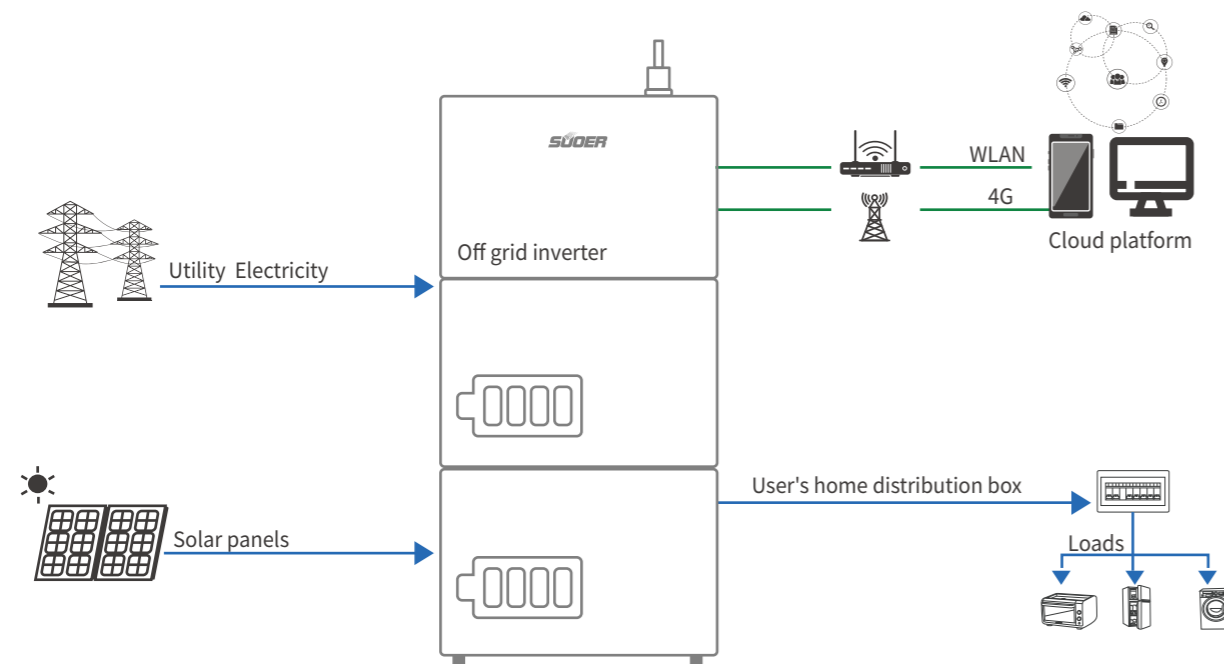 SUOER
WLAN
4G
Off grid inverter
Cloud platform
Utility Electricity
User's home distribution box
Solar panels
Loads